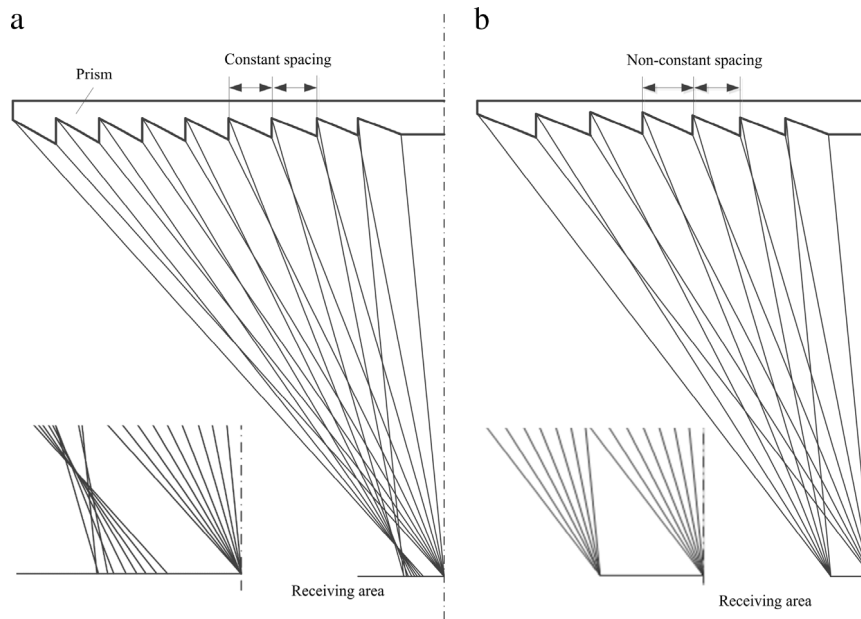 a
Constant spacing
Prism
Receiving area
b
Non-constant spacing
Receiving area